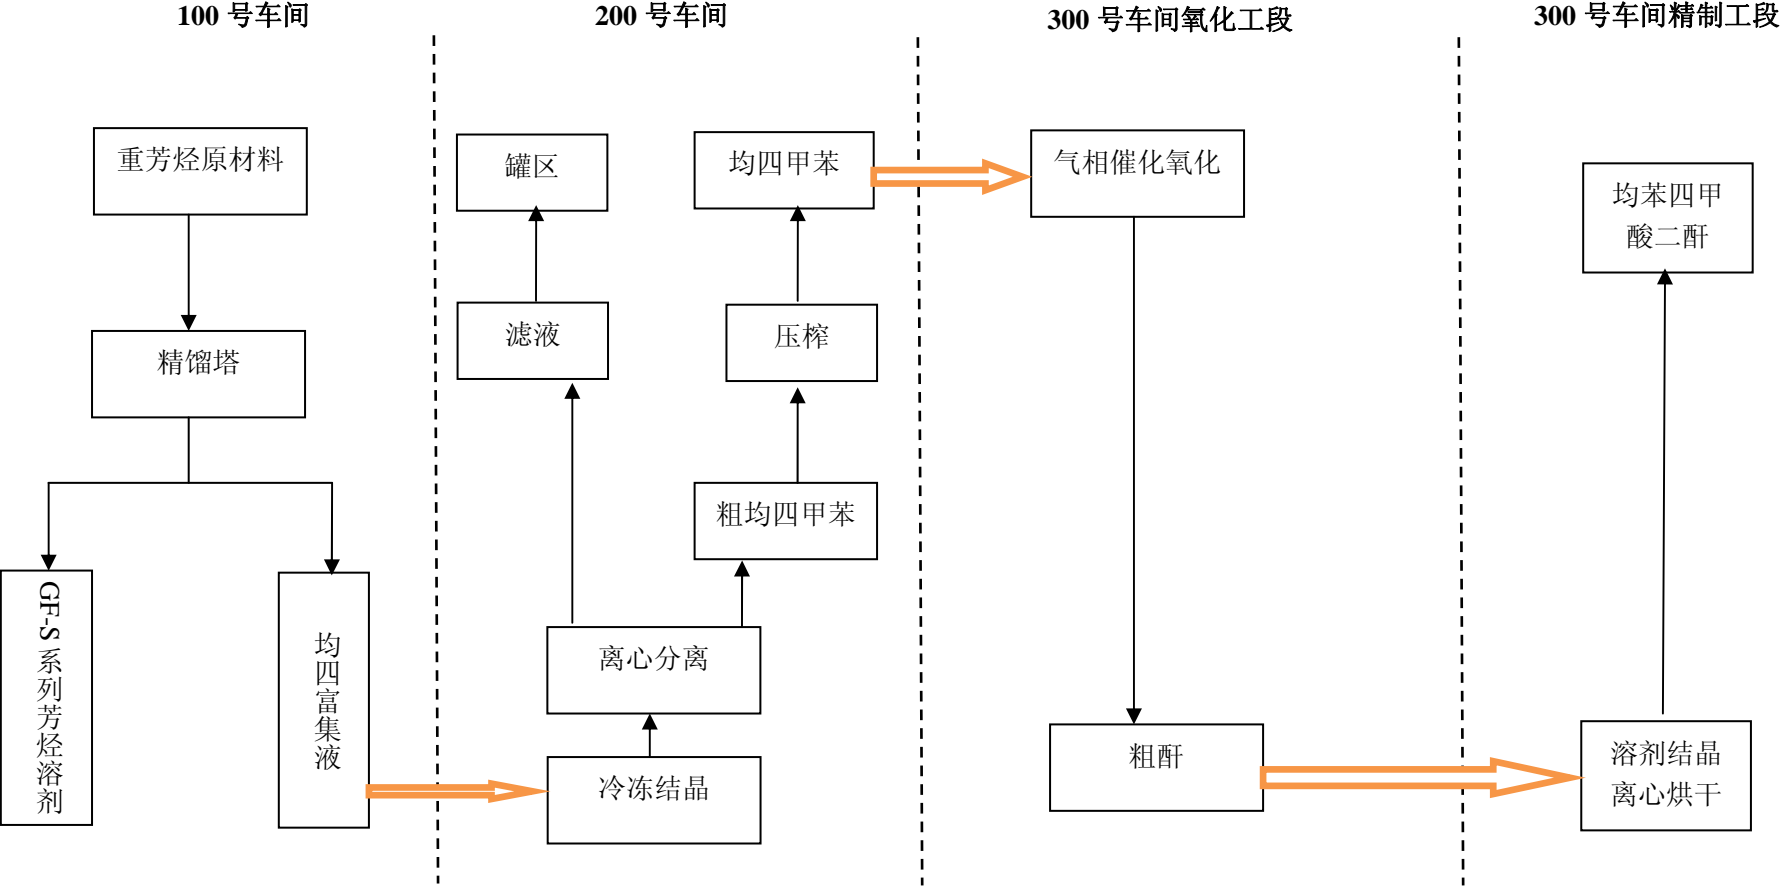 100 号车间
200 号车间
300 号车间氧化工段
300 号车间精制工段
重芳烃原材料
精馏塔
GF-S 系列芳烃溶剂
均四富集液
罐区
滤液
均四甲苯
压榨
粗均四甲苯
离心分离
冷冻结晶
气相催化氧化
粗酐
均苯四甲
酸二酐
溶剂结晶
离心烘干